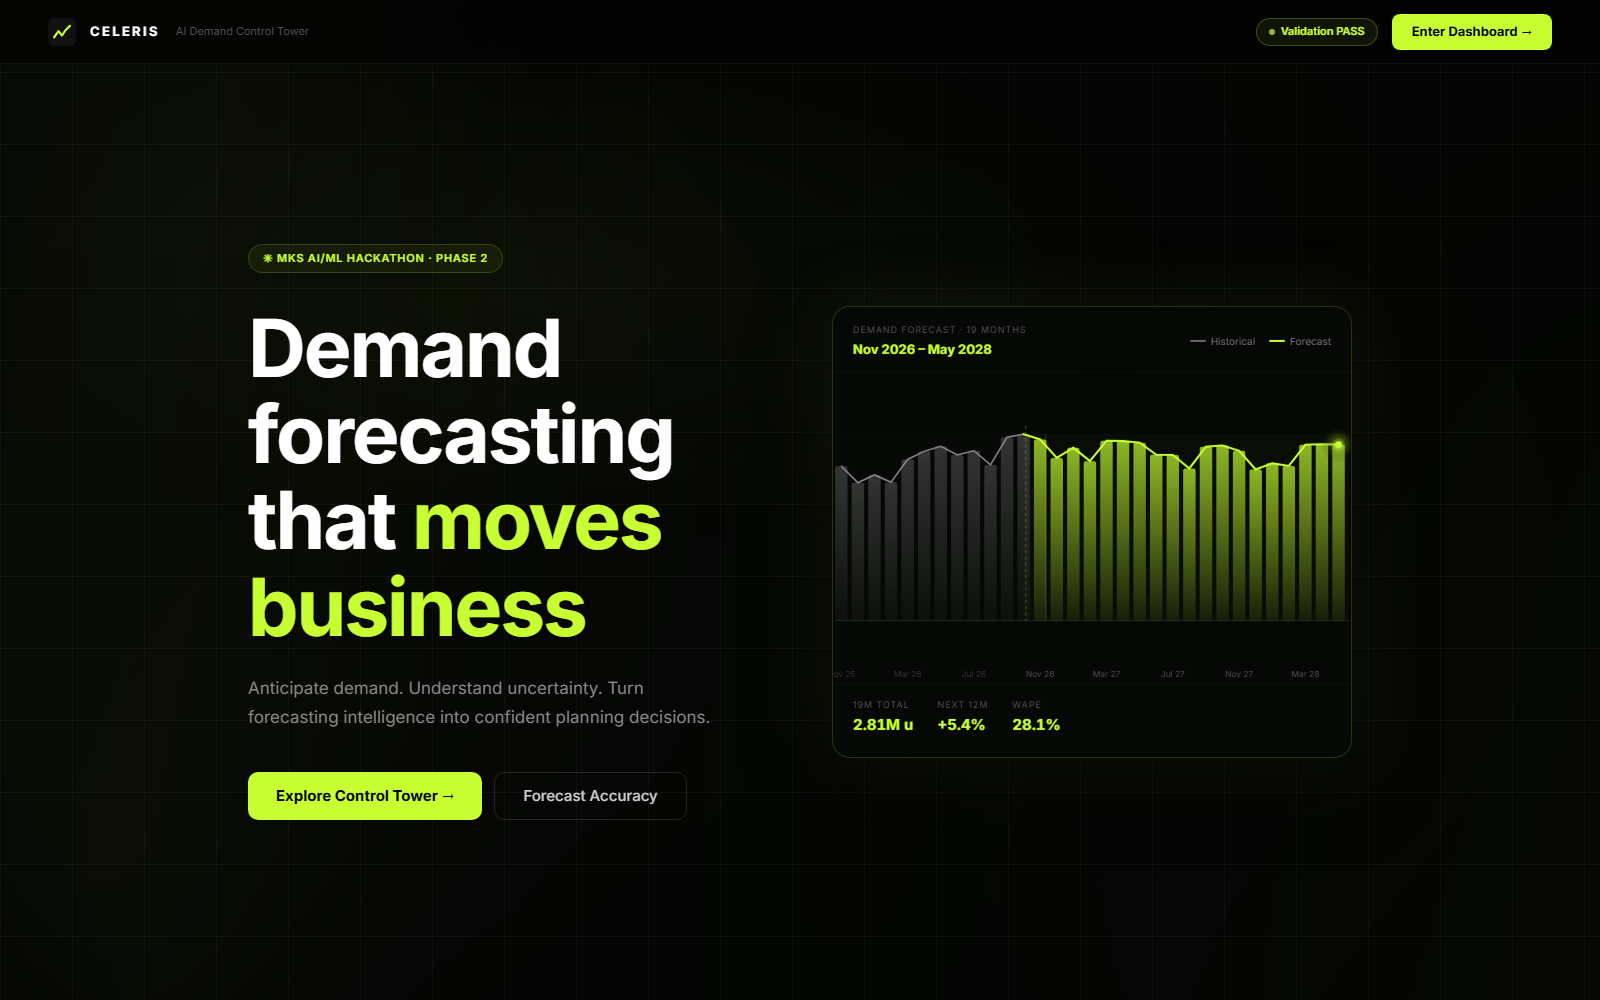 CELERIS
AI Demand Control Tower
Validation PASS
Enter Dashboard →
✳ MKS AI/ML HACKATHON · PHASE 2
Demand
forecasting
that moves
business
Anticipate demand. Understand uncertainty. Turn
forecasting intelligence into confident planning decisions.
Explore Control Tower →
Forecast Accuracy
DEMAND FORECAST · 19 MONTHS
Nov 2026 – May 2028
Historical
Forecast
ov 25
Mar 26
Jul 26
Nov 26
Mar 27
Jul 27
Nov 27
Mar 28
19M TOTAL
2.81M u
NEXT 12M
+5.4%
WAPE
28.1%